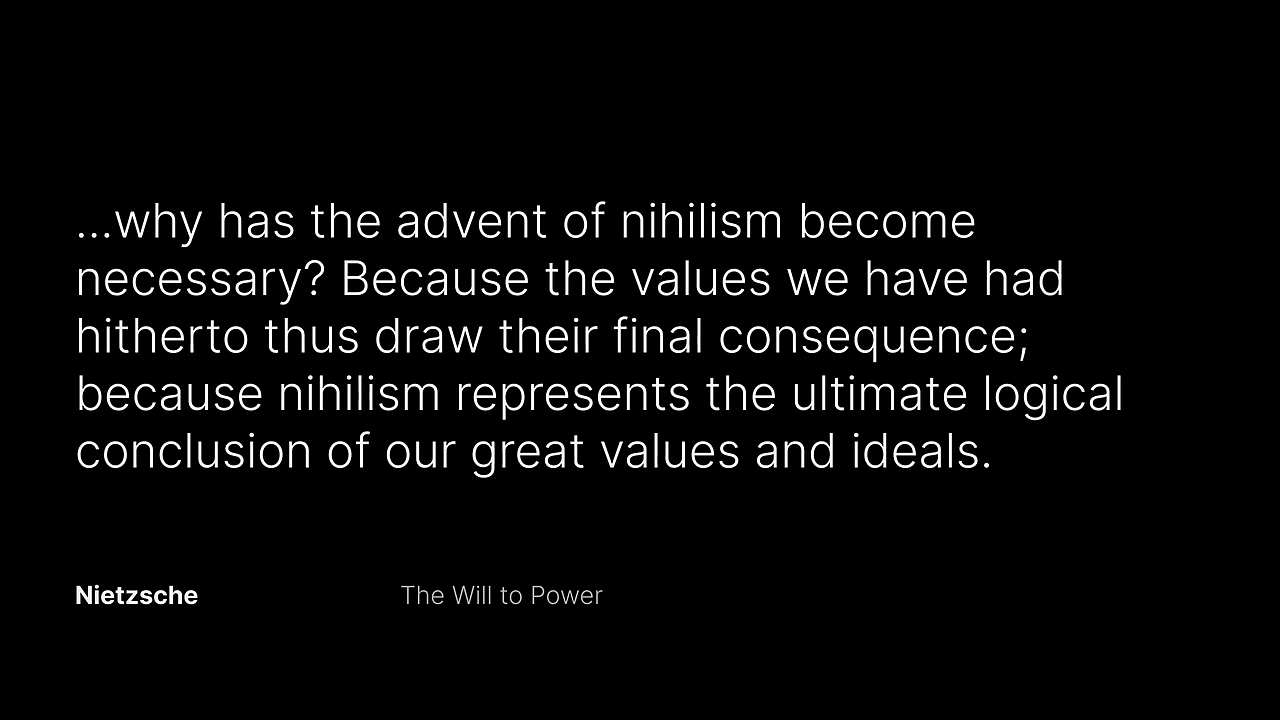 ...why has the advent of nihilism become
necessary? Because the values we have had
hitherto thus draw their final consequence;
because nihilism represents the ultimate logical
conclusion of our great values and ideals.
Nietzsche
The Will to Power